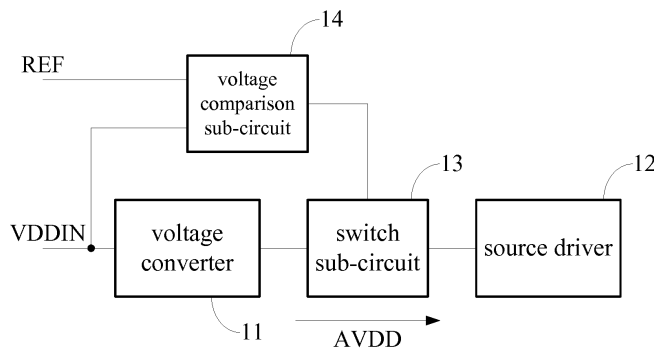 14
REF
voltage
comparison
sub-circuit
13
12
VDDIN
voltage
converter
switch
sub-circuit
source driver
11
AVDD